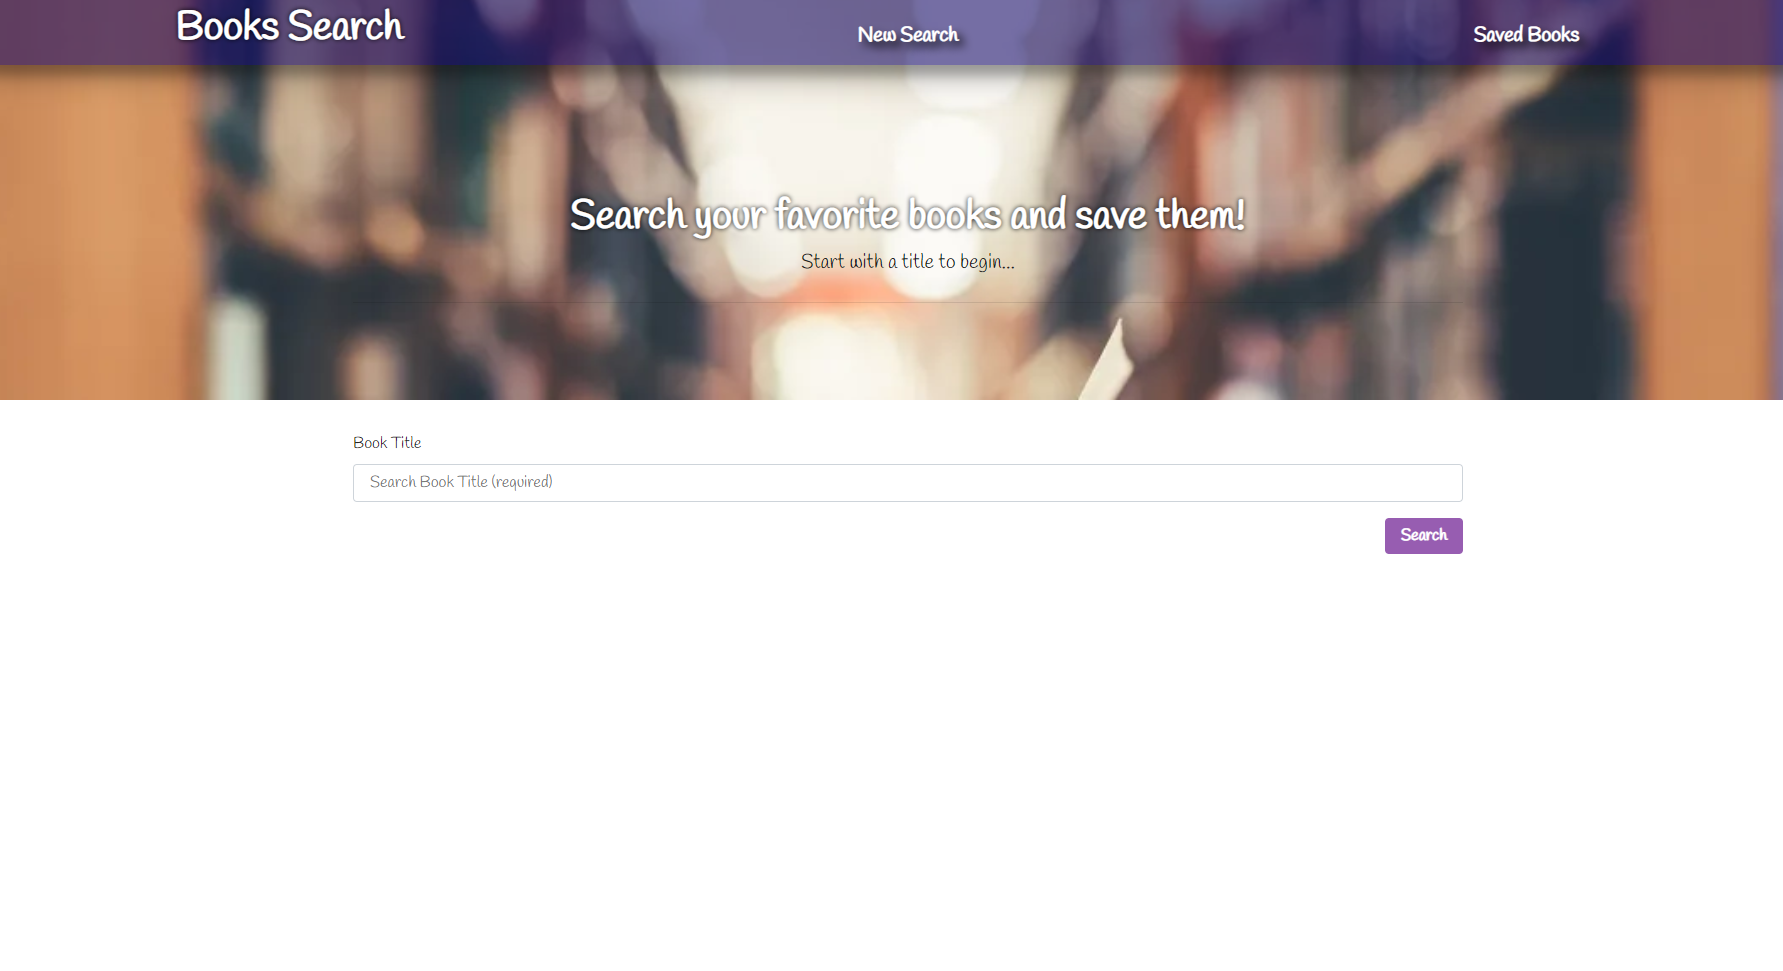 Books Search
New Search
Saved Books
Search your favorite books and save them!
Start with a title to begin...
Book Title
Search Book Title (required)
Search